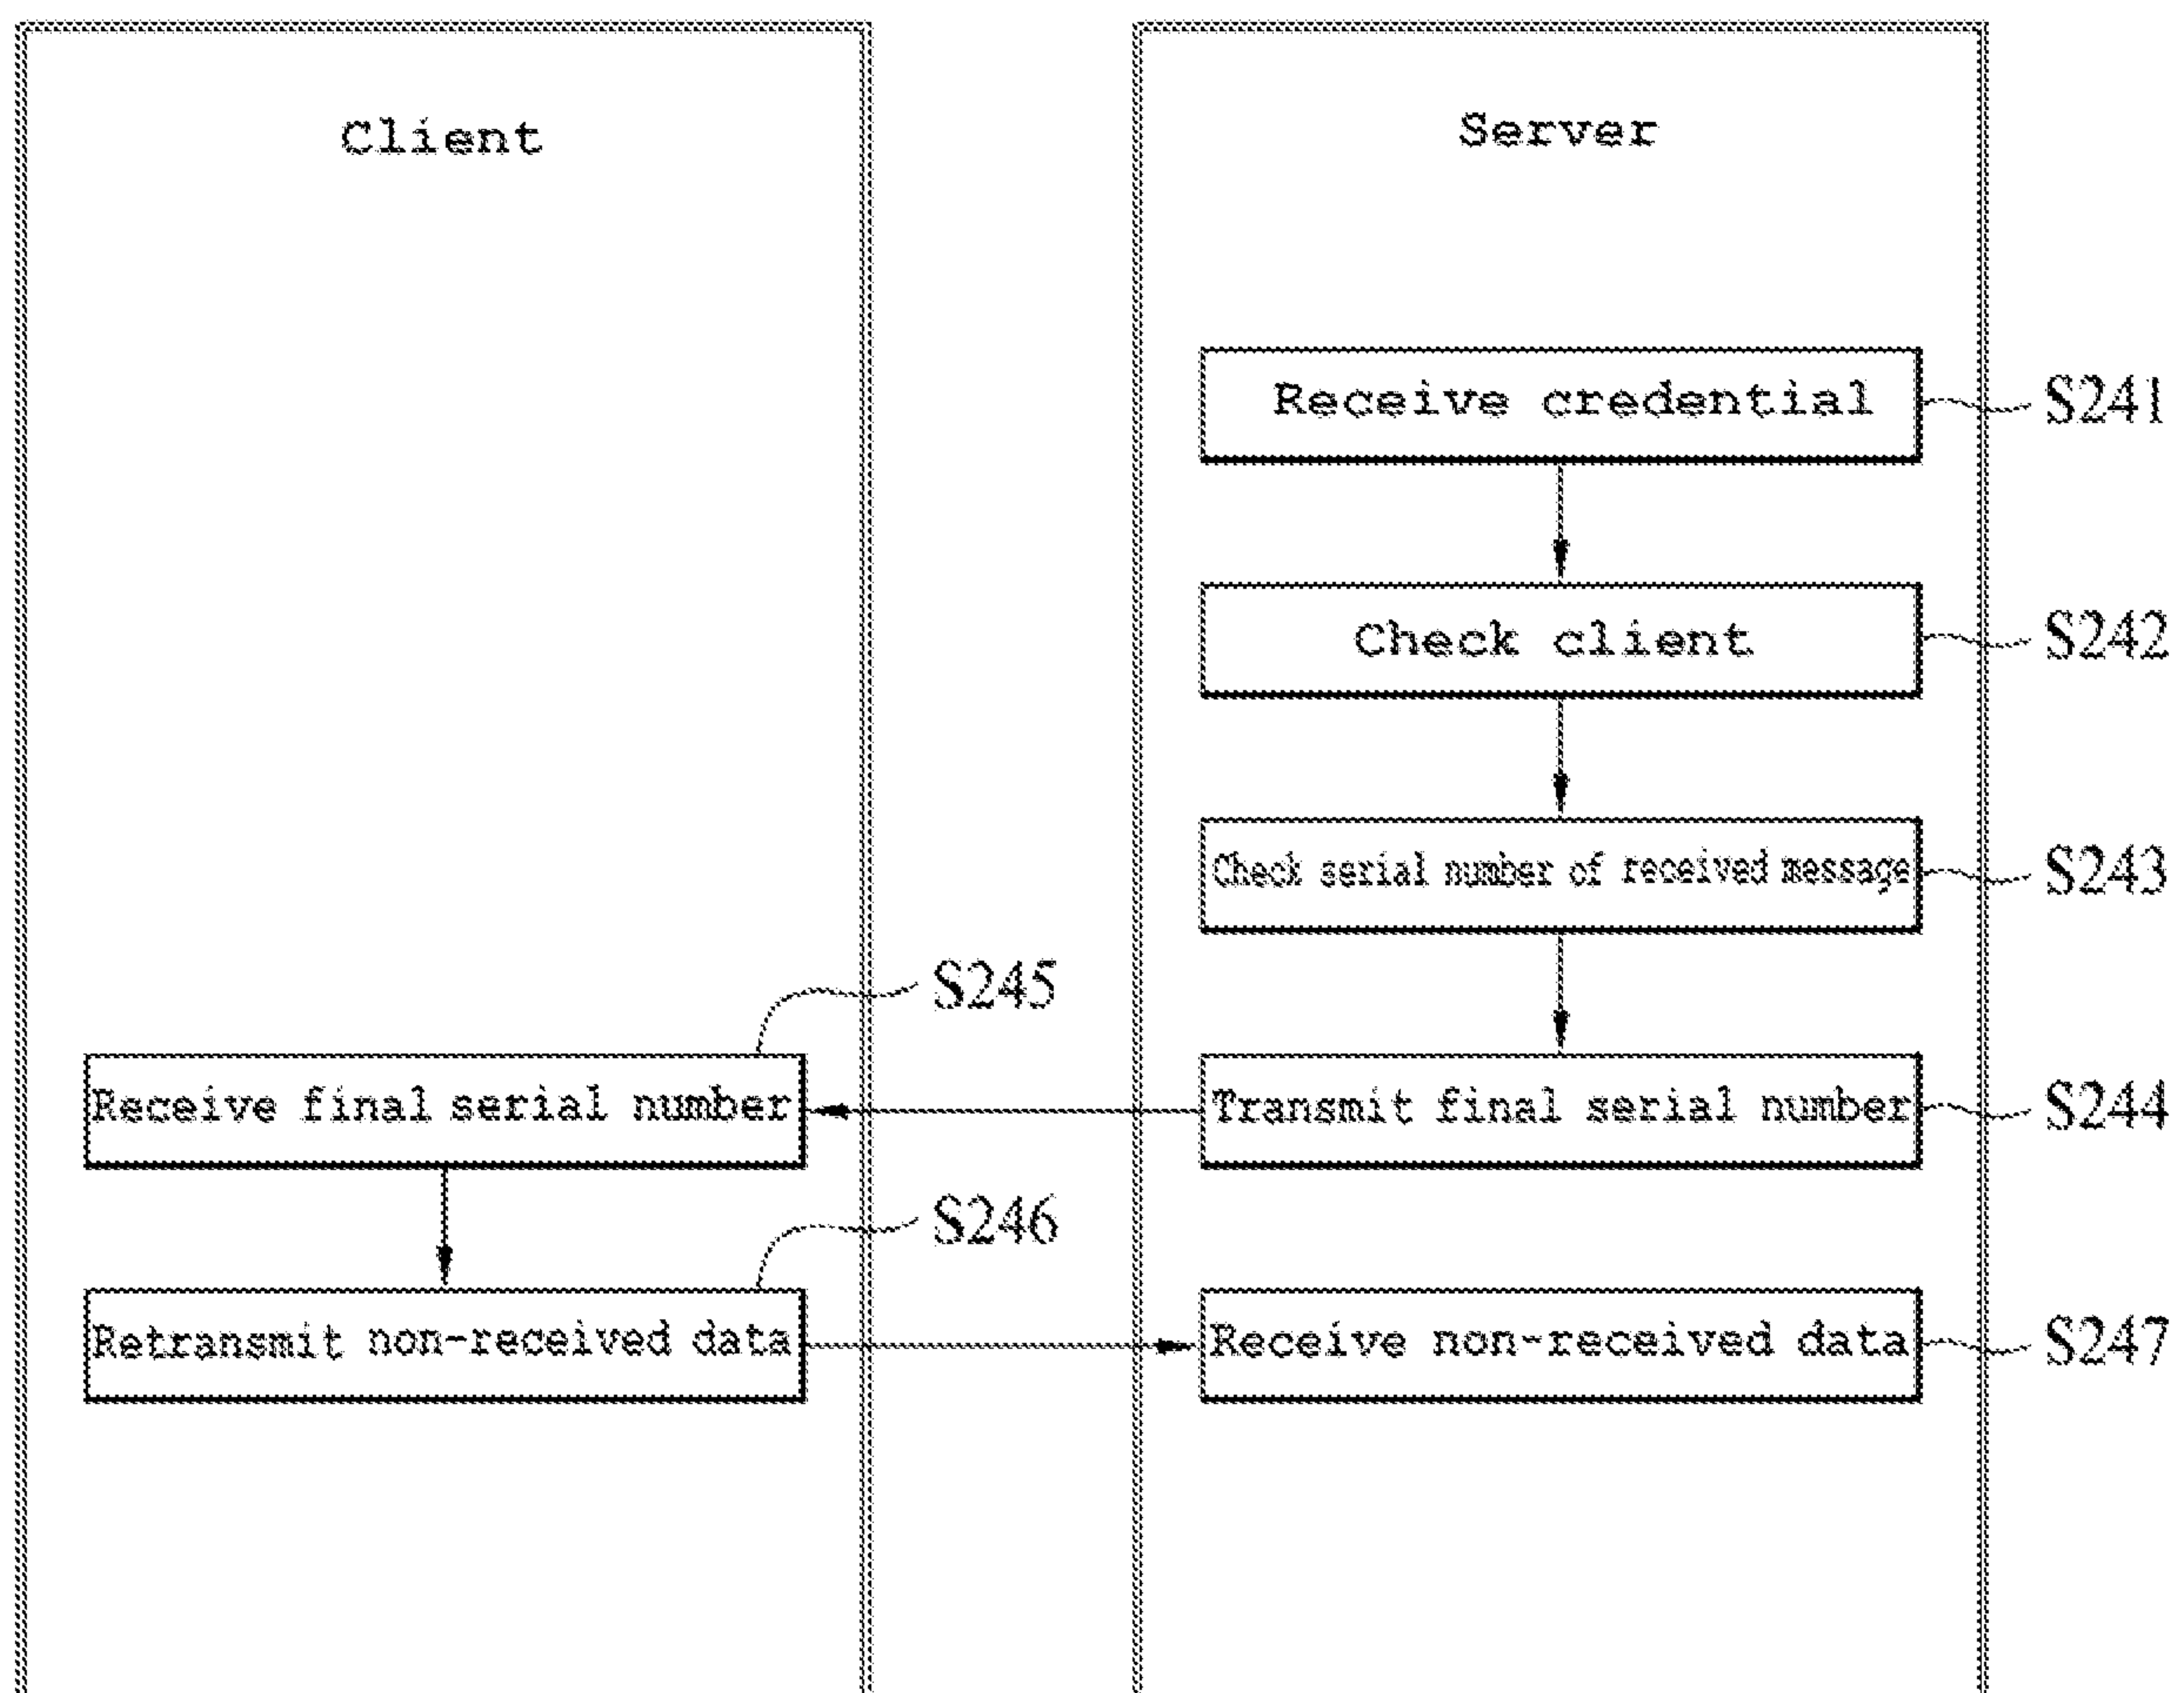 Client
Server
Receive credential
S241
Check client
S242
Check serial number of received message
S243
S245
Receive final serial number
Transmit final serial number
S244
S246
Retransmit non-received data
Receive non-received data
S247